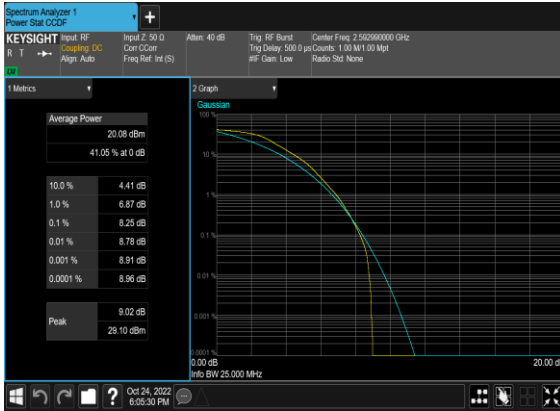 Spectrum Analyzer 1
Power Stat CCDF
KEYSIGHT
R T
LXI
Input: RF
Coupling: DC
Align: Auto
Input Z: 50 Ω
Corr CCorr
Freq Ref: Int (S)
Atten: 40 dB
Trig: RF Burst
Trig Delay: 500.0 µs
#IF Gain: Low
Center Freq: 2.592990000 GHz
Counts: 1.00 M/1.00 Mpt
Radio Std: None
1 Metrics
Average Power
20.08 dBm
41.05 % at 0 dB
10.0 % 4.41 dB
1.0 % 6.87 dB
0.1 % 8.25 dB
0.01 % 8.78 dB
0.001 % 8.91 dB
0.0001 % 8.96 dB
Peak
9.02 dB
29.10 dBm
2 Graph
Gaussian
100 %
10 %
1 %
0.1 %
0.01 %
0.001 %
0.0001 %
0.00 dB
20.00 d
Info BW 25.000 MHz
?
Oct 24, 2022
6:05:30 PM